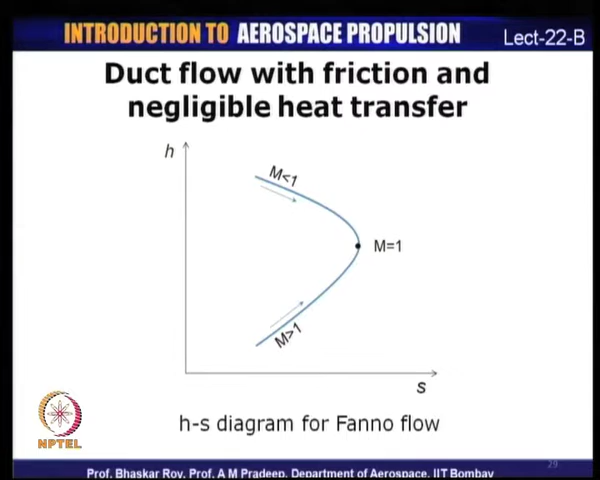 INTRODUCTION TO AEROSPACE PROPULSION
Lect-22-B
Duct flow with friction and
negligible heat transfer
h
M<1
M=1
M>1
s
h-s diagram for Fanno flow
NPTEL
29
Prof. Bhaskar Roy, Prof. A M Pradeep, Department of Aerospace, IIT Bombay